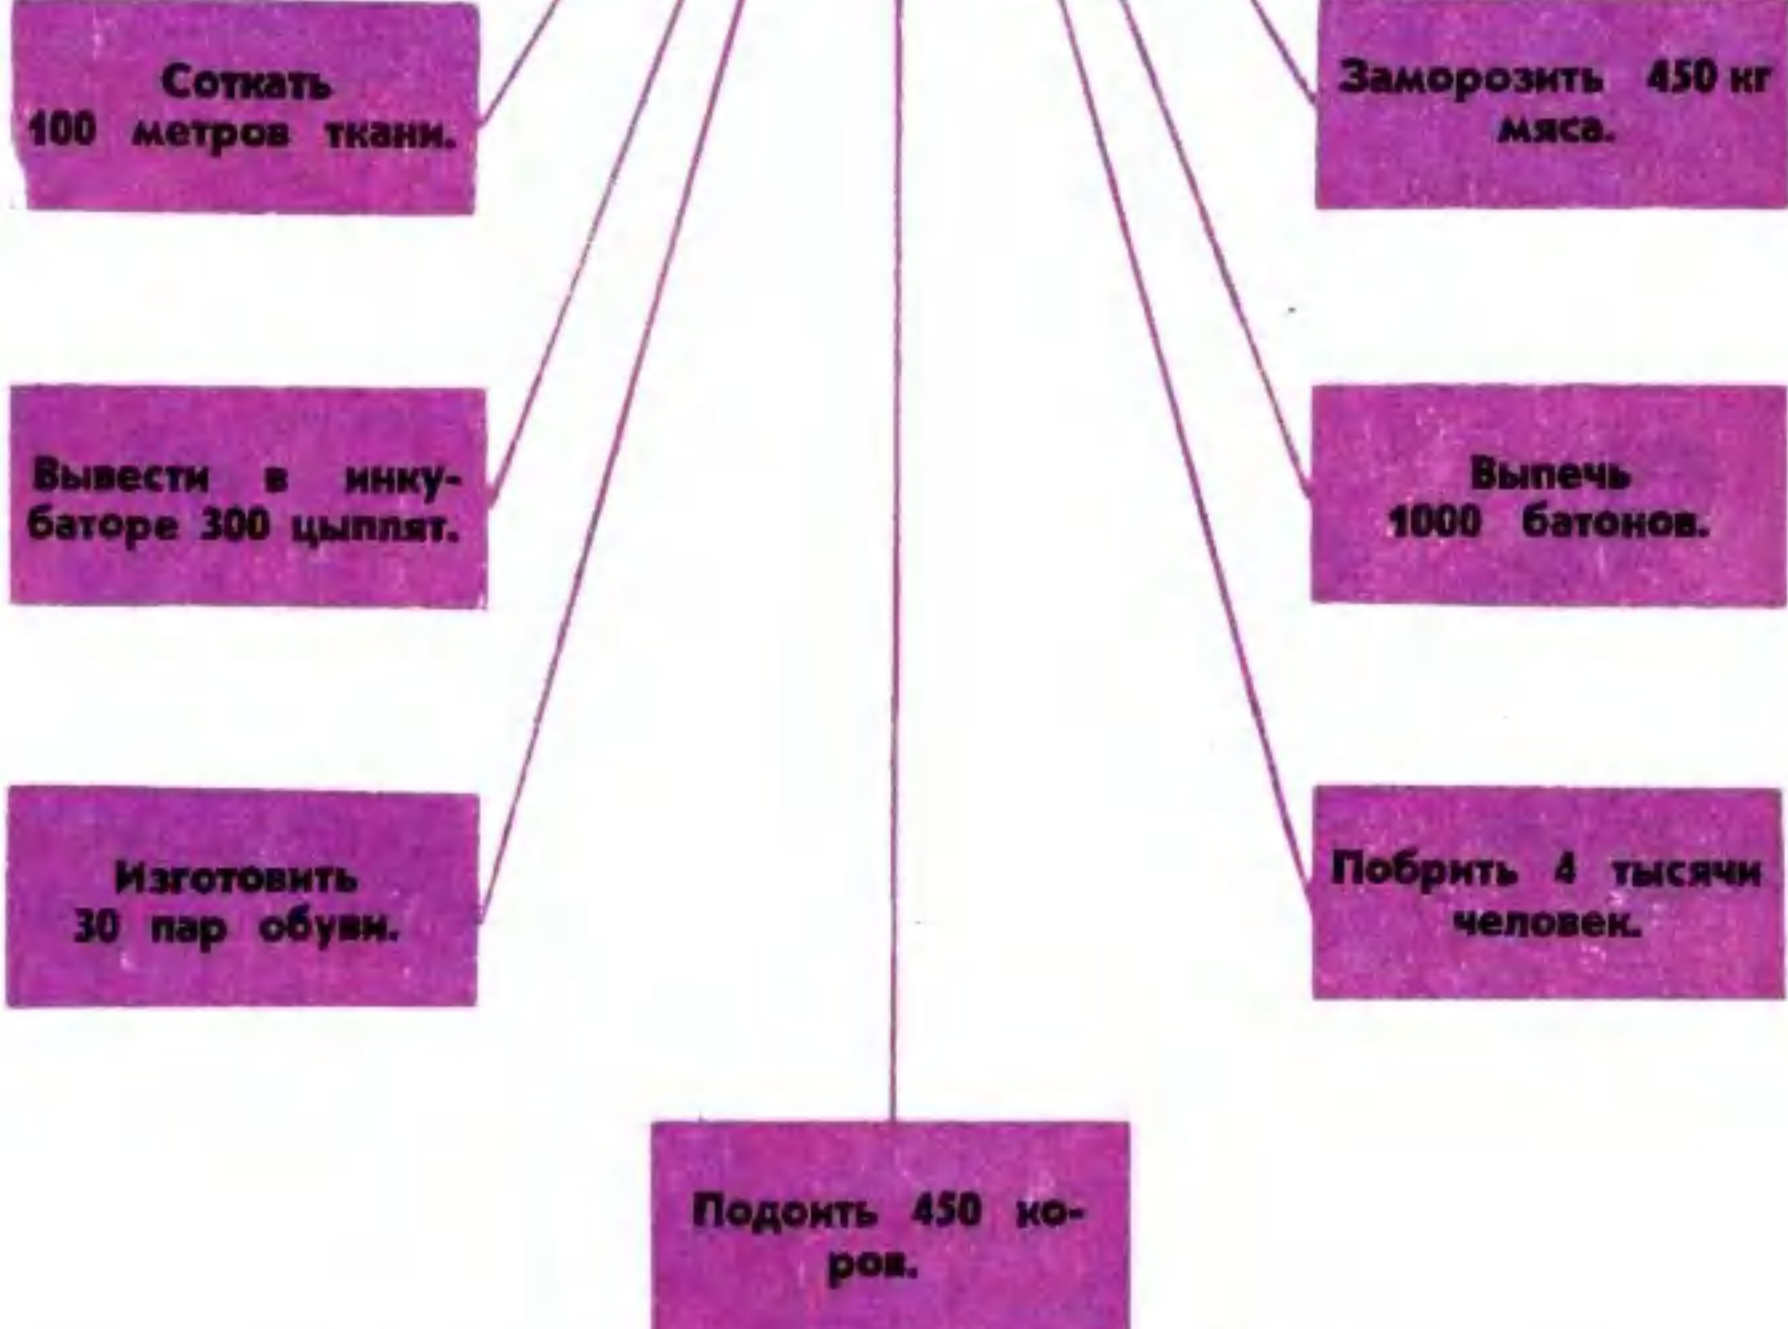 Соткать
100 метров ткани.
Заморозить 450 кг
мяса.
Вывести в инку-
баторе 300 цыплят.
Выпечь
1000 батонов.
Изготовить
30 пар обуви.
Побрить 4 тысячи
человек.
Подоить 450 ко-
ров.